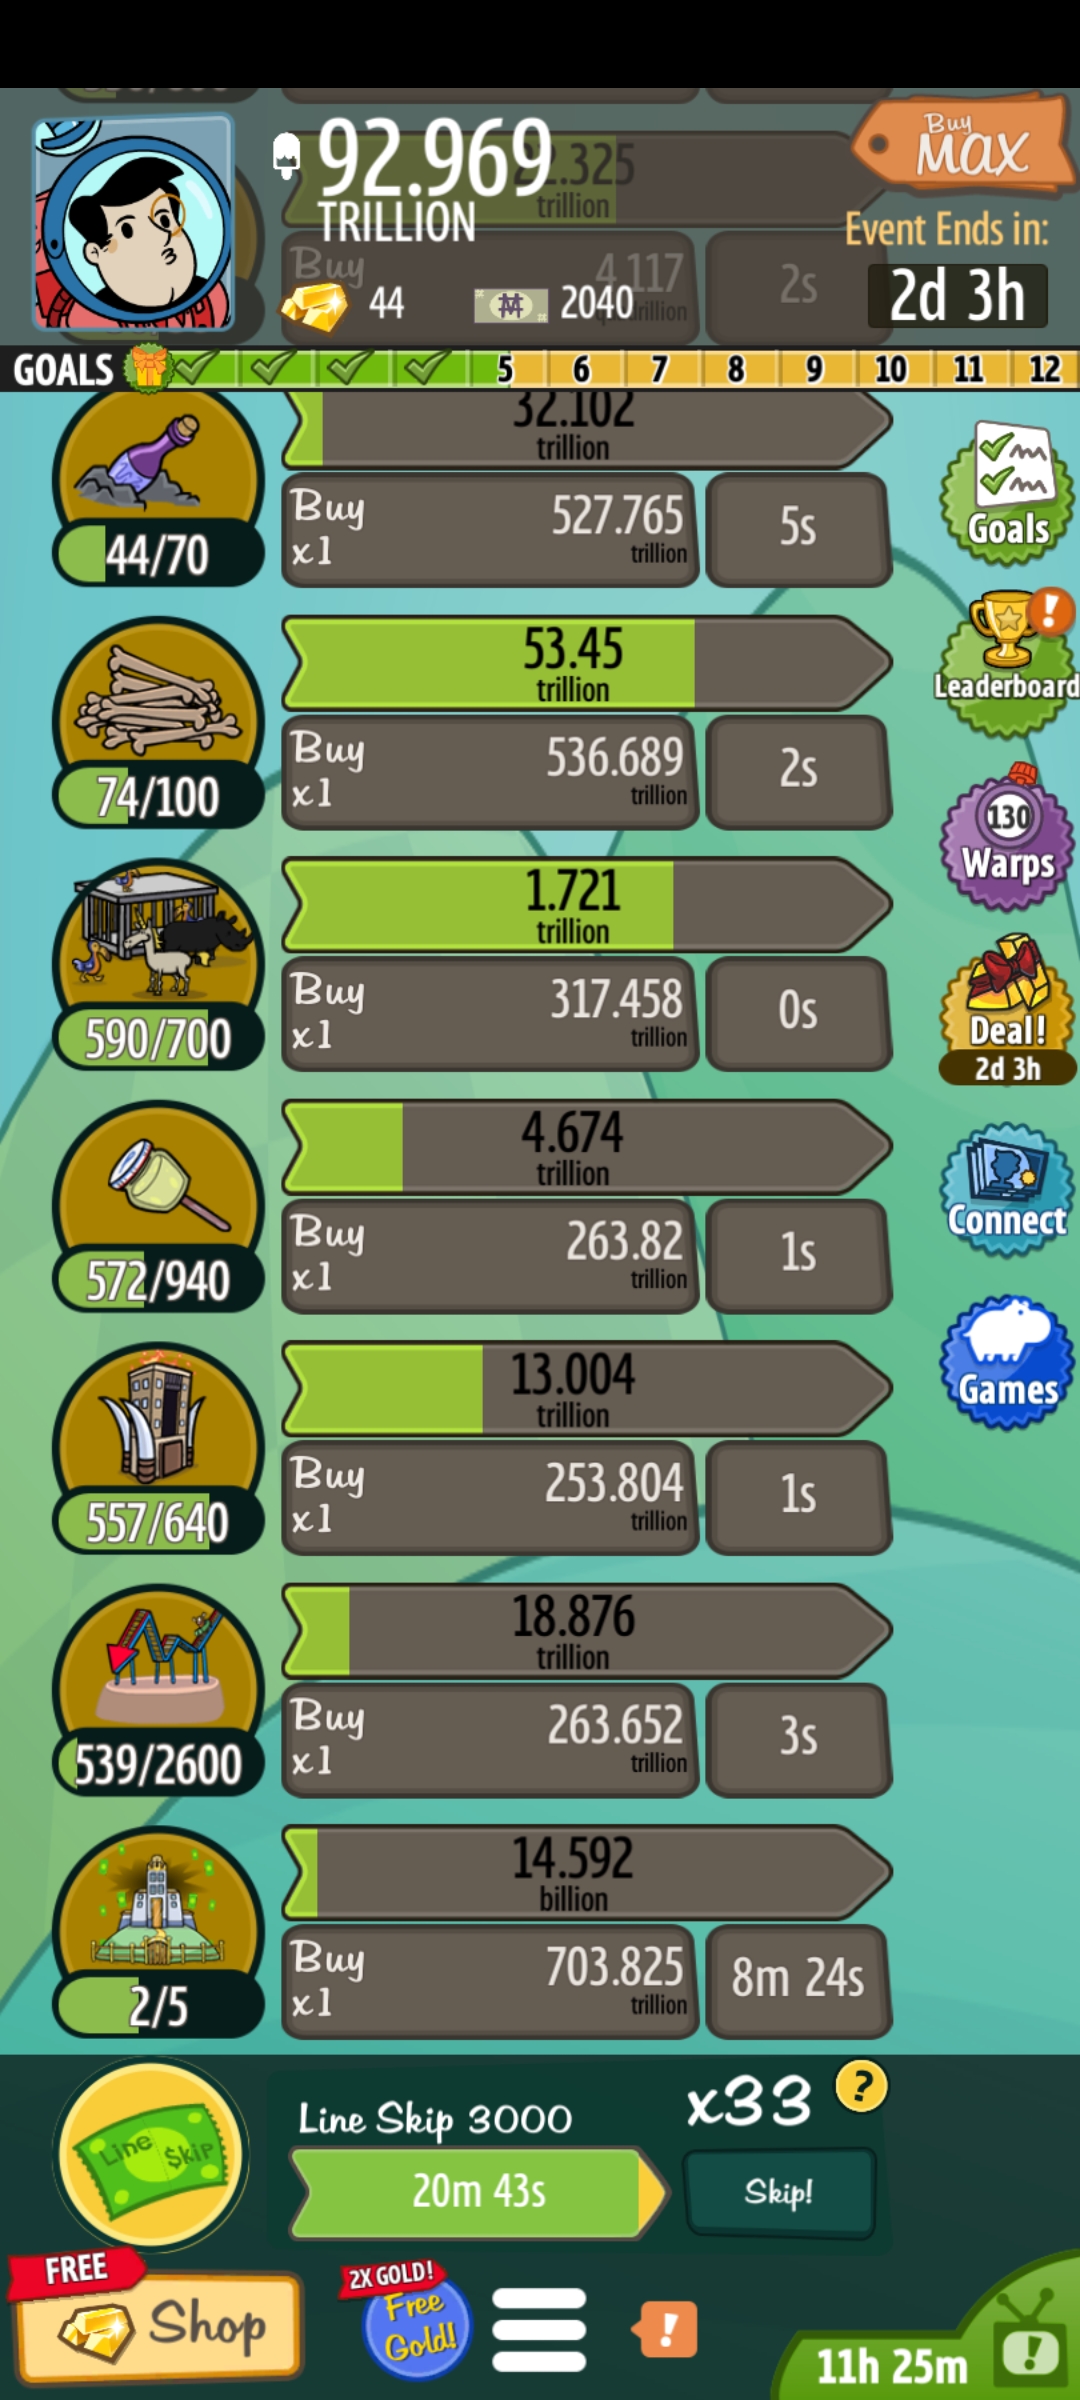 92.969
TRILLION
trillion
Buy
MAX
Event Ends in:
2d 3h
Buy
4.117
2s
44
2040
GOALS
5
6
7
8
9
10
11
12
32.102
trillion
Buy
x1
527.765
trillion
5s
44/70
Goals
53.45
trillion
Buy
x1
536.689
trillion
2s
74/100
Leaderboard
1.721
trillion
Buy
x1
317.458
trillion
0s
590/700
130
Warps
Deal!
2d 3h
4.674
trillion
Buy
x1
263.82
trillion
1s
572/940
Connect
13.004
trillion
Buy
x1
253.804
trillion
1s
557/640
Games
18.876
trillion
Buy
x1
263.652
trillion
3s
539/2600
14.592
billion
Buy
x1
703.825
trillion
8m 24s
2/5
Line $kip
Line Skip 3000
x33
?
20m 43s
Skip!
FREE
Shop
2X GOLD!
Free
Gold!
!
11h 25m
!